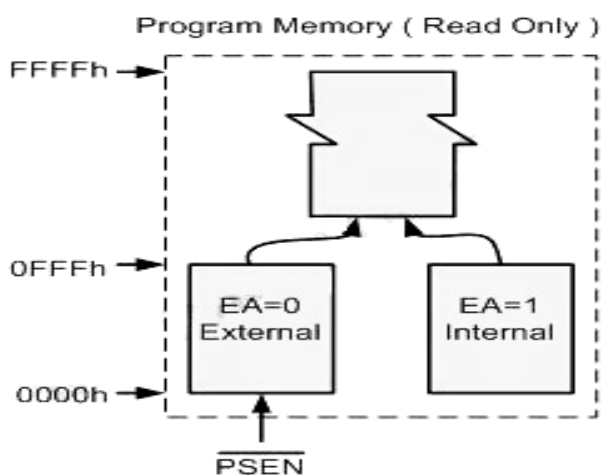 Program Memory ( Read Only )
FFFFh
0FFFh
EA=0
External
EA=1
Internal
0000h
PSEN